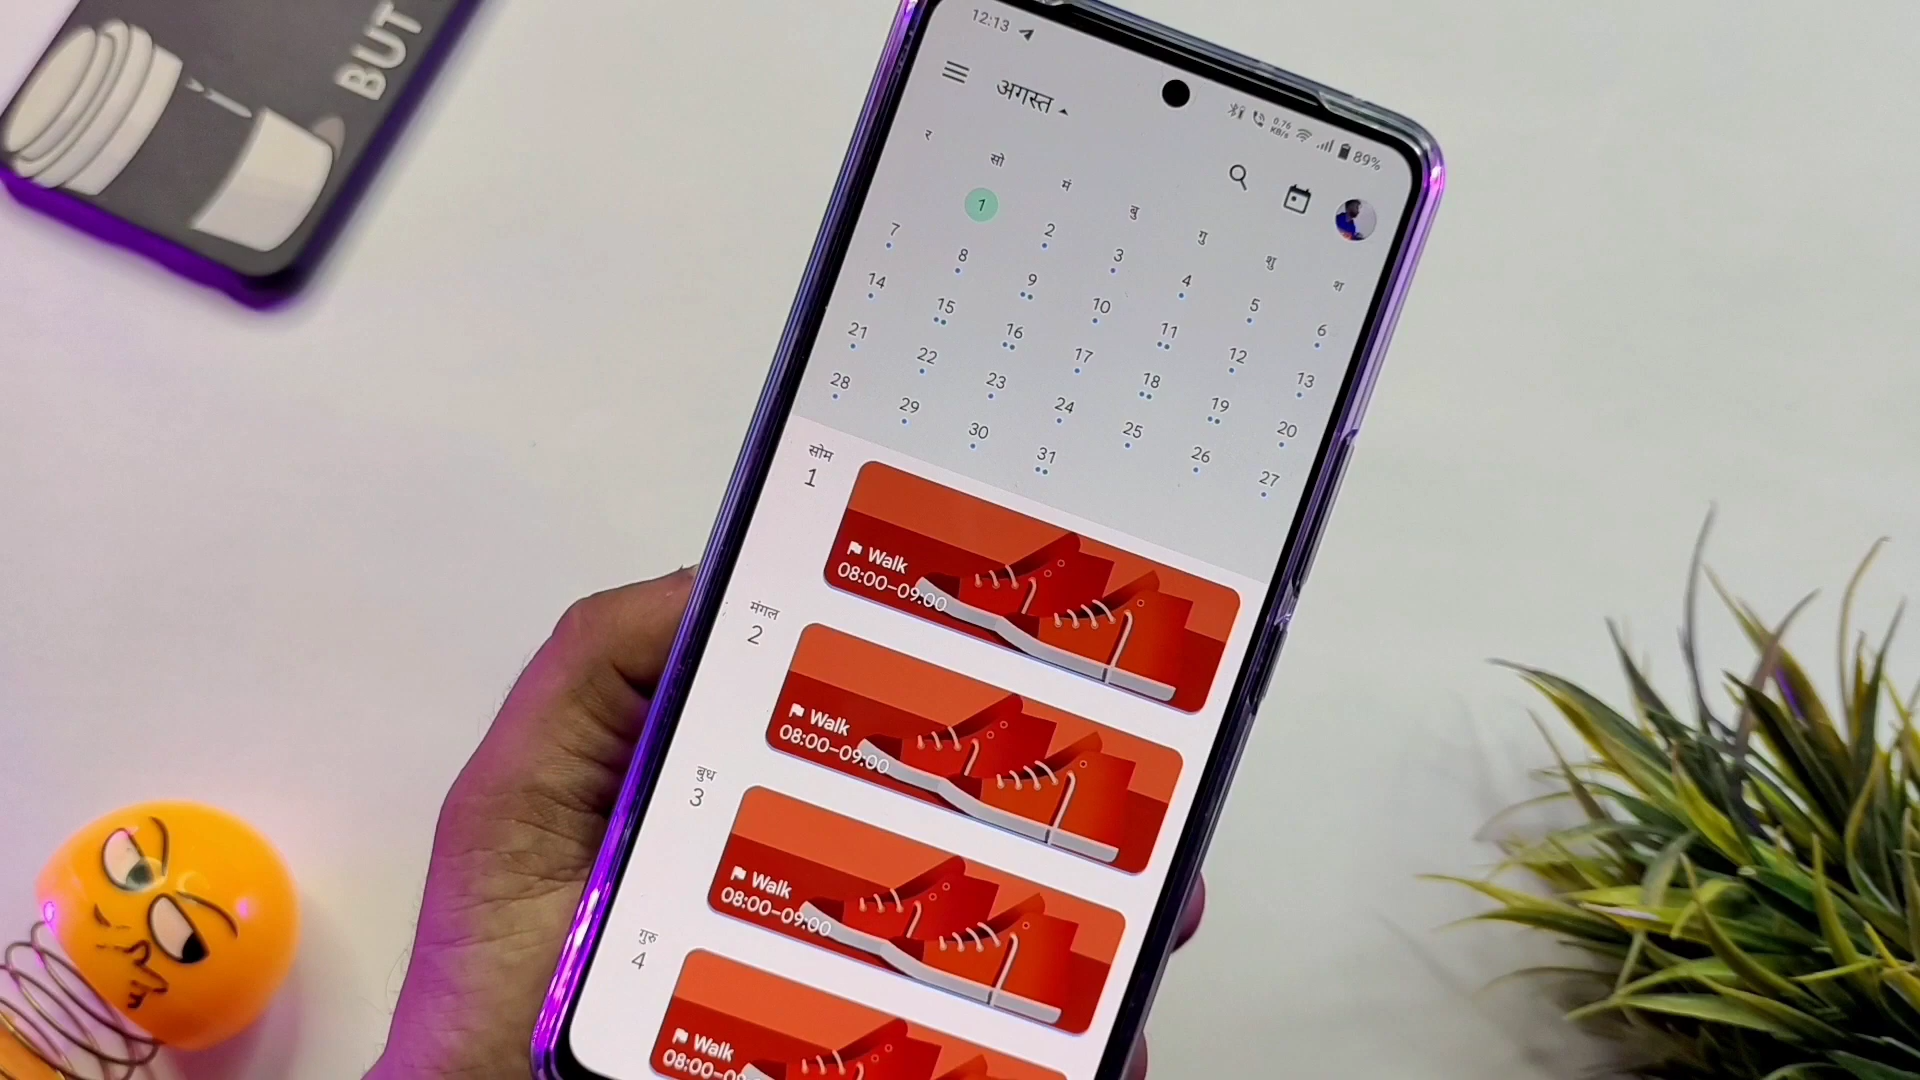 BUT
12:13
0.76
KB/s
89%
अगस्त
र सो मं बु गु शु श
1 2 3 4 5 6
7 8 9 10 11 12 13
14 15 16 17 18 19 20
21 22 23 24 25 26 27
28 29 30 31
सोम
1
Walk
08:00–09:00
मंगल
2
Walk
08:00–09:00
बुध
3
Walk
08:00–09:00
गुरु
4
Walk